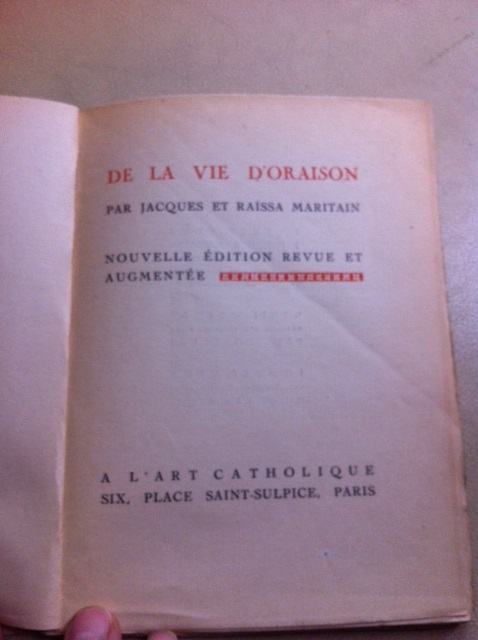 DE LA VIE D'ORAISON
PAR JACQUES ET RAÏSSA MARITAIN
NOUVELLE ÉDITION REVUE ET
AUGMENTÉE
A L'ART CATHOLIQUE
SIX, PLACE SAINT-SULPICE, PARIS